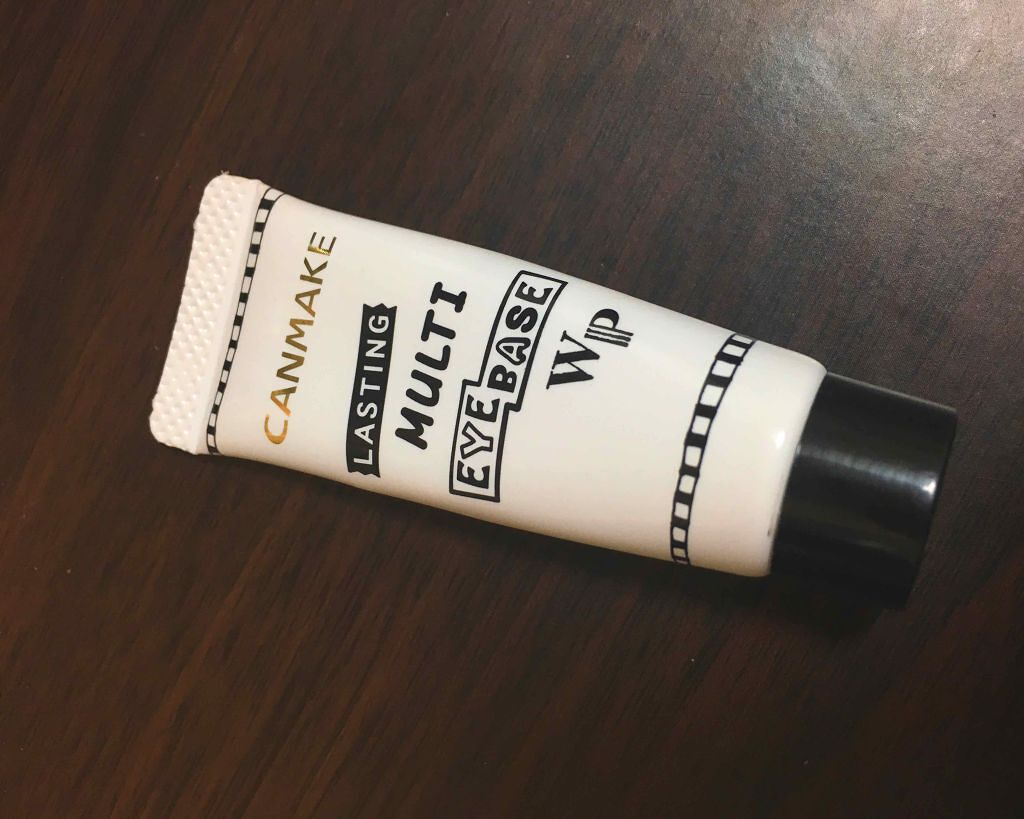 CANMAKE
LASTING
MULTI
EYE BASE
WP